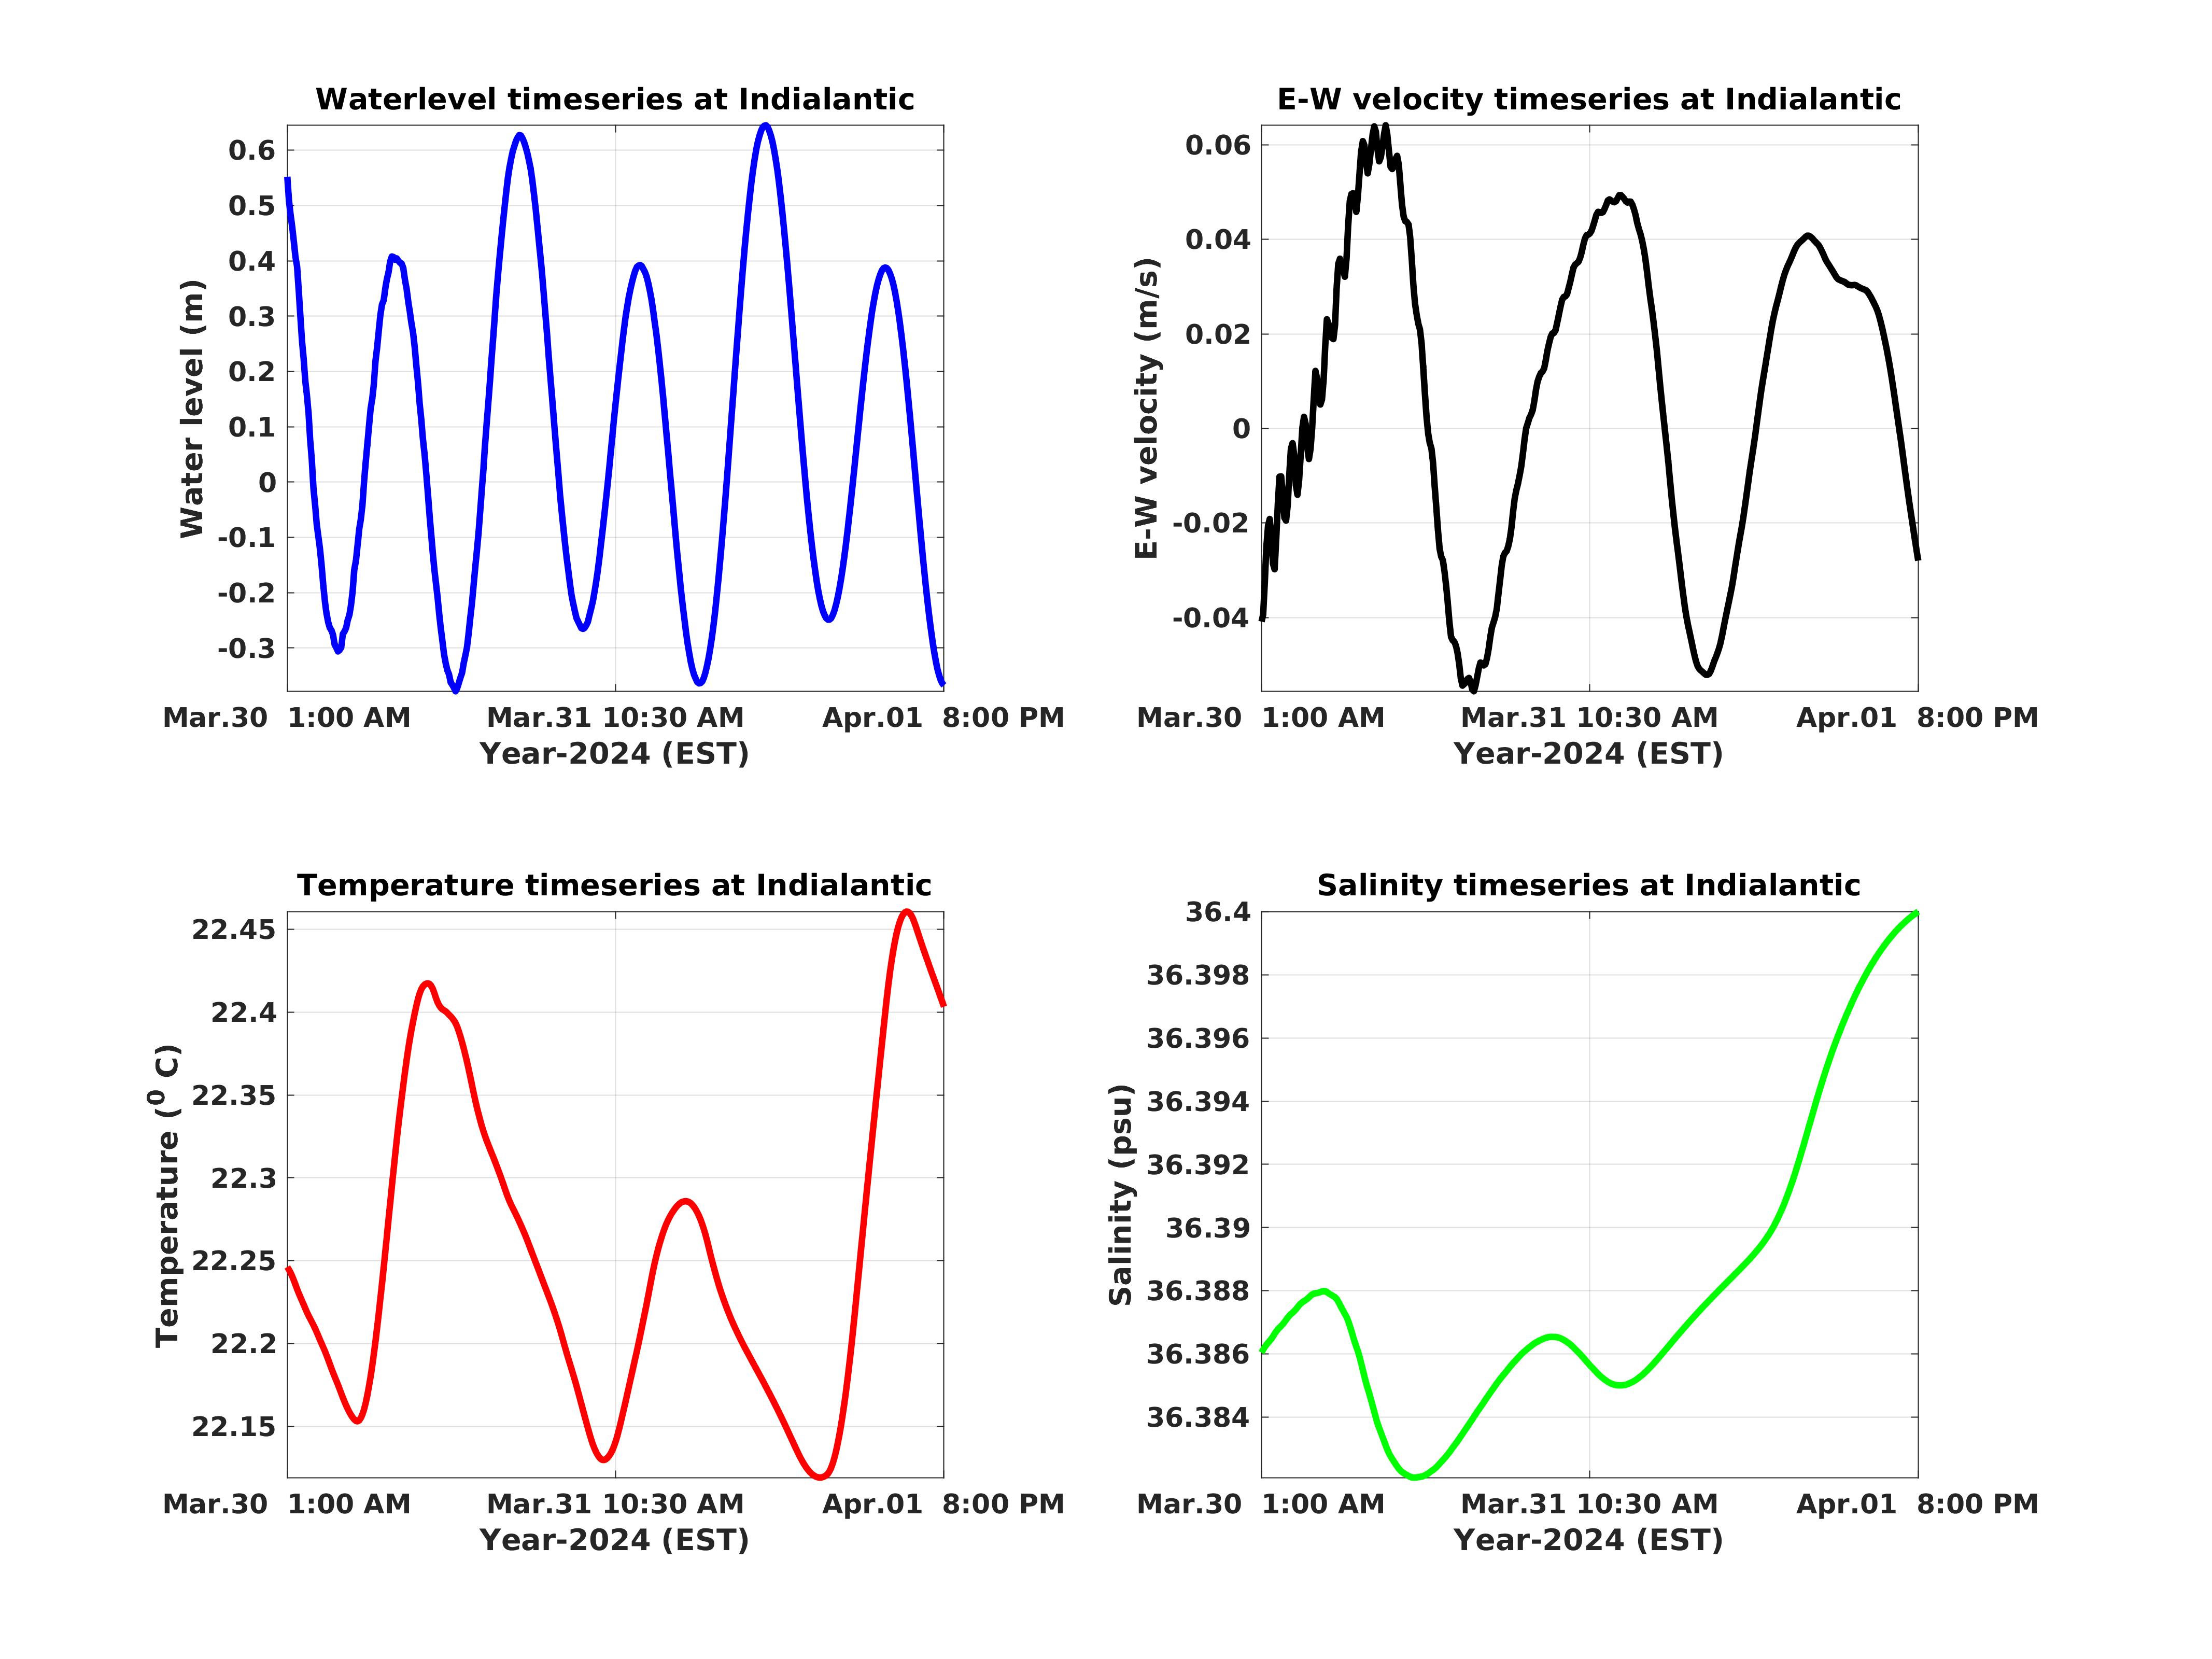 Waterlevel timeseries at Indialantic
0.6
0.5
0.4
0.3
0.2
0.1
0
-0.1
-0.2
-0.3
Water level (m)
Mar.30 1:00 AM Mar.31 10:30 AM Apr.01 8:00 PM
Year-2024 (EST)
E-W velocity timeseries at Indialantic
0.06
0.04
0.02
0
-0.02
-0.04
E-W velocity (m/s)
Mar.30 1:00 AM Mar.31 10:30 AM Apr.01 8:00 PM
Year-2024 (EST)
Temperature timeseries at Indialantic
22.45
22.4
22.35
22.3
22.25
22.2
22.15
Temperature (⁰ C)
Mar.30 1:00 AM Mar.31 10:30 AM Apr.01 8:00 PM
Year-2024 (EST)
Salinity timeseries at Indialantic
36.4
36.398
36.396
36.394
36.392
36.39
36.388
36.386
36.384
Salinity (psu)
Mar.30 1:00 AM Mar.31 10:30 AM Apr.01 8:00 PM
Year-2024 (EST)